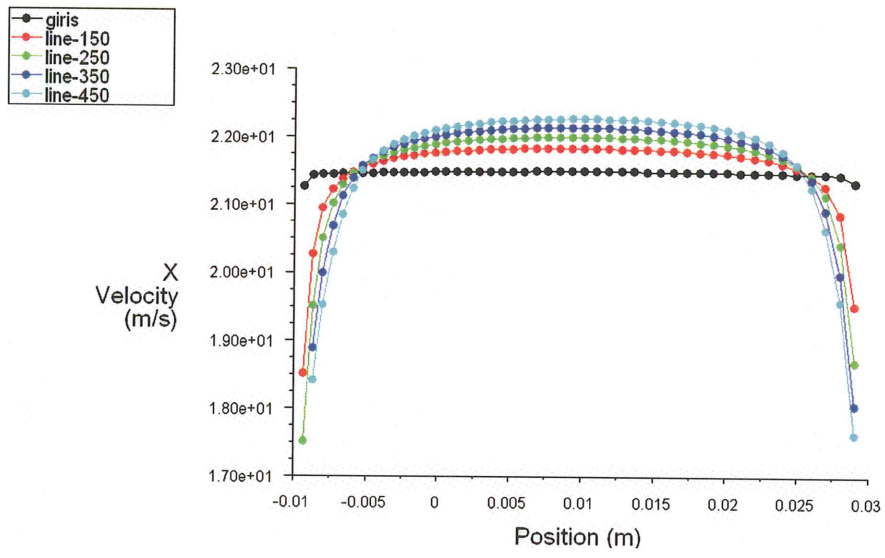 giris
line-150
line-250
line-350
line-450
2.30e+01
2.20e+01
2.10e+01
2.00e+01
1.90e+01
1.80e+01
1.70e+01
X
Velocity
(m/s)
-0.01
-0.005
0
0.005
0.01
0.015
0.02
0.025
0.03
Position (m)